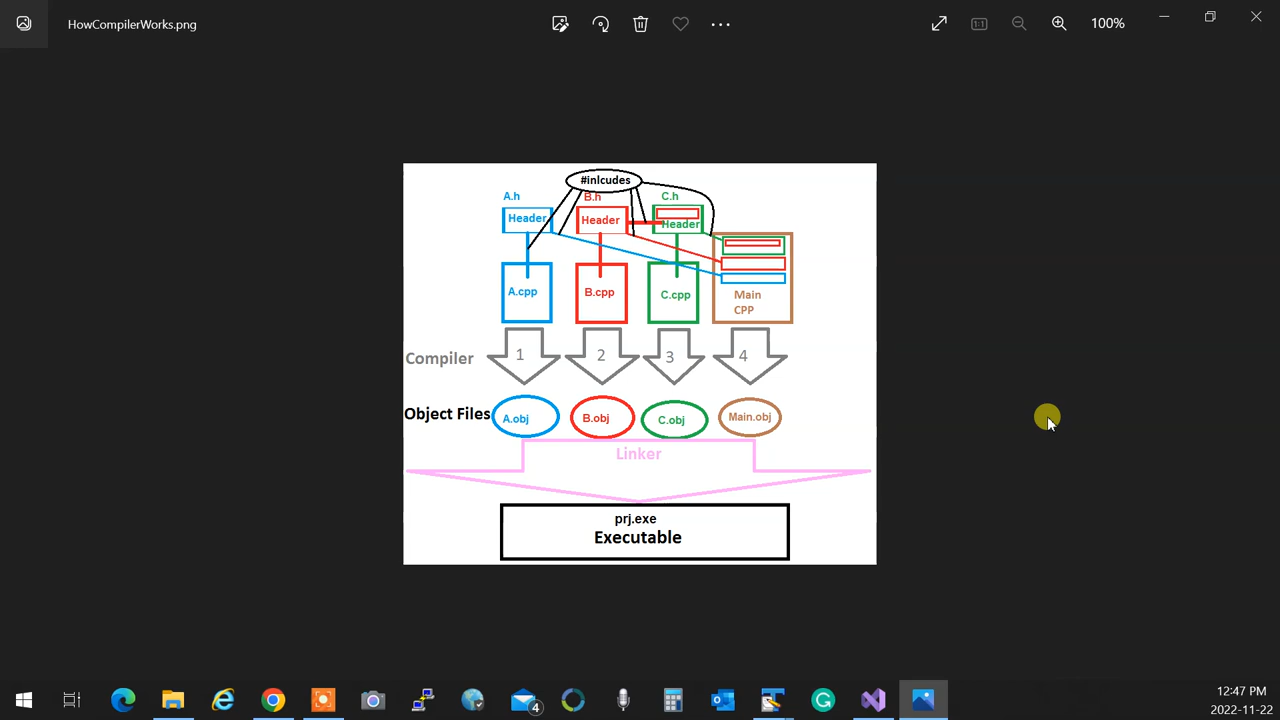 HowCompilerWorks.png
100%
#inlcudes
A.h
B.h
C.h
Header
Header
Header
A.cpp
B.cpp
C.cpp
Main
CPP
Compiler
1
2
3
4
Object Files
A.obj
B.obj
C.obj
Main.obj
Linker
prj.exe
Executable
4
12:47 PM
2022-11-22